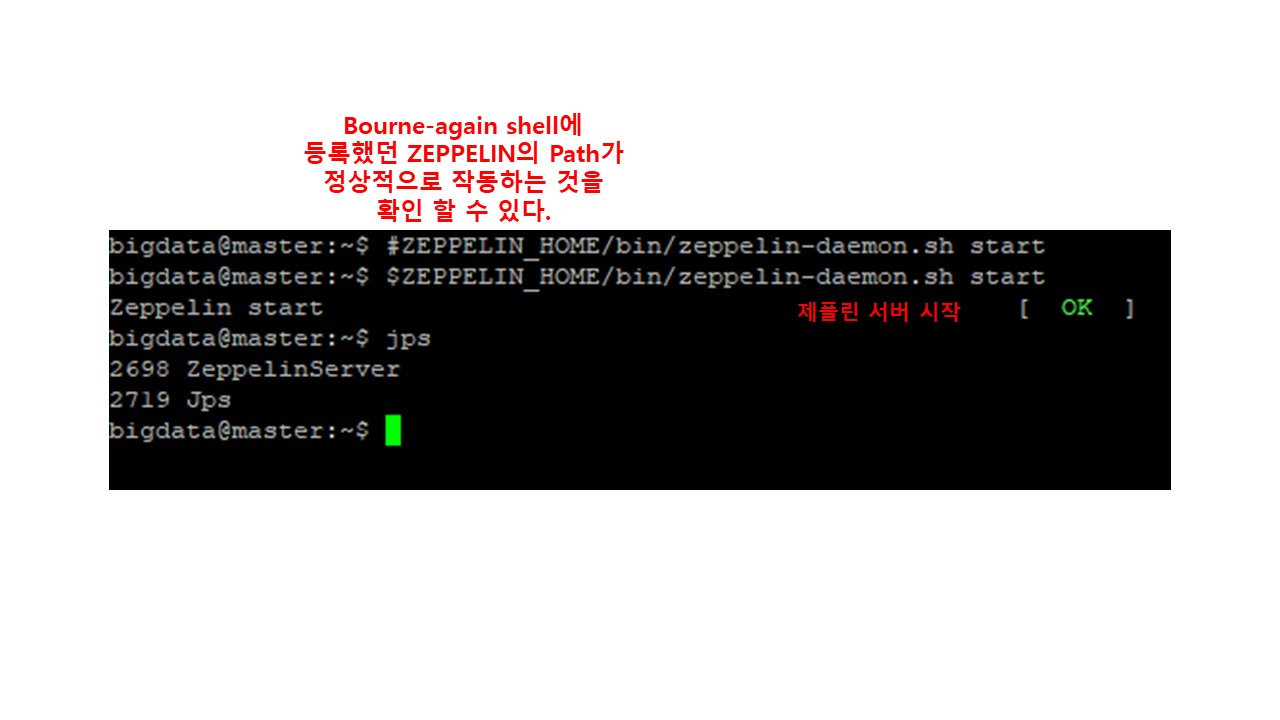 Bourne-again shell에
등록했던 ZEPPELIN의 Path가
정상적으로 작동하는 것을
확인 할 수 있다.
bigdata@master:~$ #ZEPPELIN_HOME/bin/zeppelin-daemon.sh start
bigdata@master:~$ $ZEPPELIN_HOME/bin/zeppelin-daemon.sh start
Zeppelin start 제플린 서버 시작 [ OK ]
bigdata@master:~$ jps
2698 ZeppelinServer
2719 Jps
bigdata@master:~$